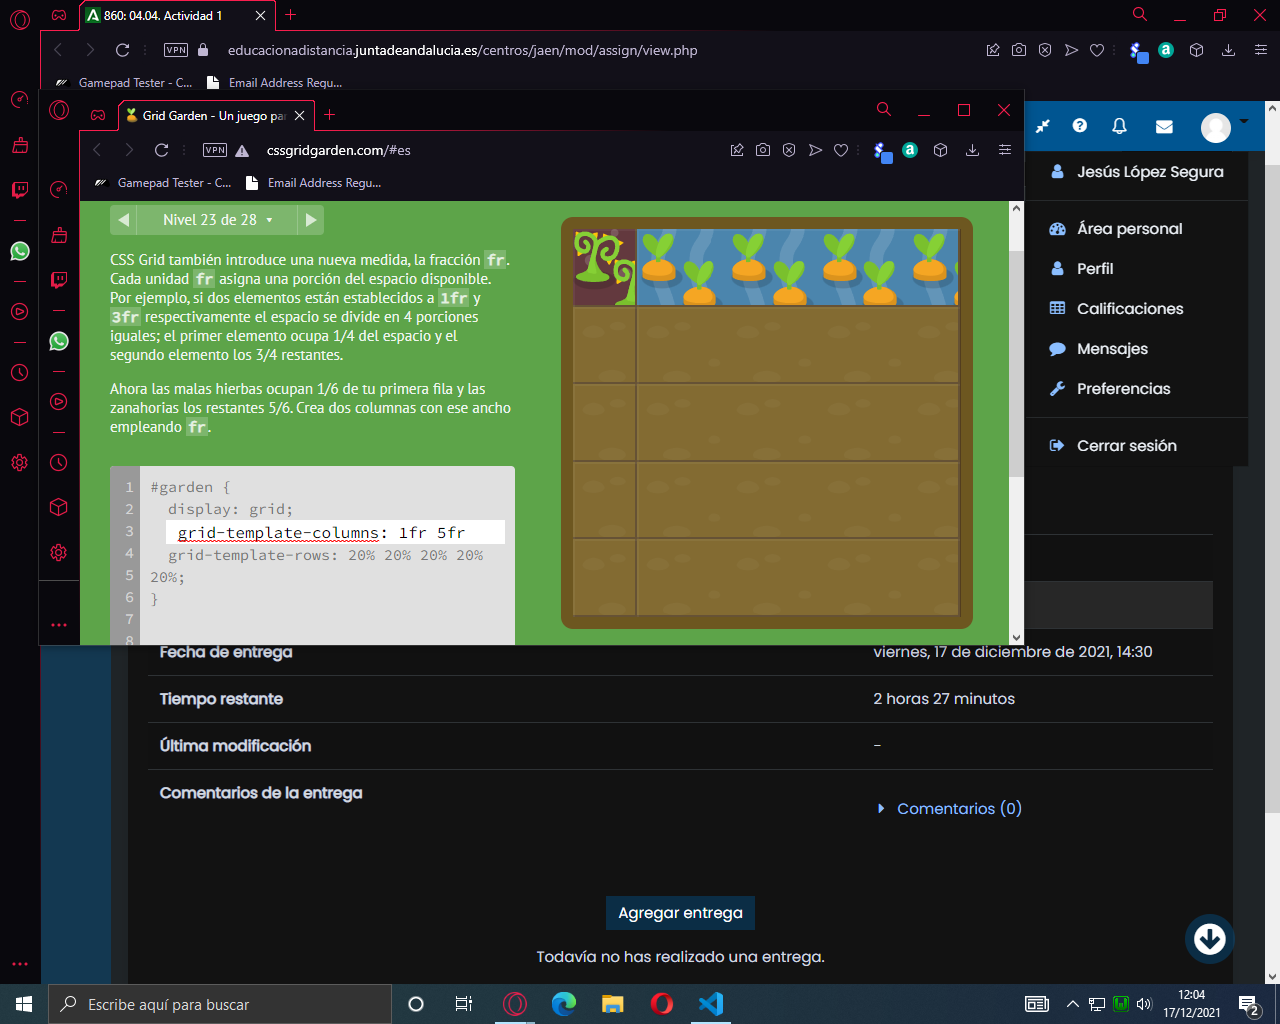 860: 04.04. Actividad 1
VPN
educacionadistancia.juntadeandalucia.es/centros/jaen/mod/assign/view.php
Gamepad Tester - C...
Email Address Requ...
Grid Garden - Un juego par
VPN
cssgridgarden.com/#es
Gamepad Tester - C...
Email Address Regu...
Jesús López Segura
Área personal
Perfil
Calificaciones
Mensajes
Preferencias
Cerrar sesión
Nivel 23 de 28
CSS Grid también introduce una nueva medida, la fracción fr.
Cada unidad fr asigna una porción del espacio disponible.
Por ejemplo, si dos elementos están establecidos a 1fr y
3fr respectivamente el espacio se divide en 4 porciones
iguales; el primer elemento ocupa 1/4 del espacio y el
segundo elemento los 3/4 restantes.
Ahora las malas hierbas ocupan 1/6 de tu primera fila y las
zanahorias los restantes 5/6. Crea dos columnas con ese ancho
empleando fr.
1 #garden {
2 display: grid;
3 grid-template-columns: 1fr 5fr
4 grid-template-rows: 20% 20% 20% 20%
5 20%;
6 }
7
8
Fecha de entrega
viernes, 17 de diciembre de 2021, 14:30
Tiempo restante
2 horas 27 minutos
Última modificación
-
Comentarios de la entrega
Comentarios (0)
Agregar entrega
Todavía no has realizado una entrega.
Escribe aquí para buscar
12:04
17/12/2021
2